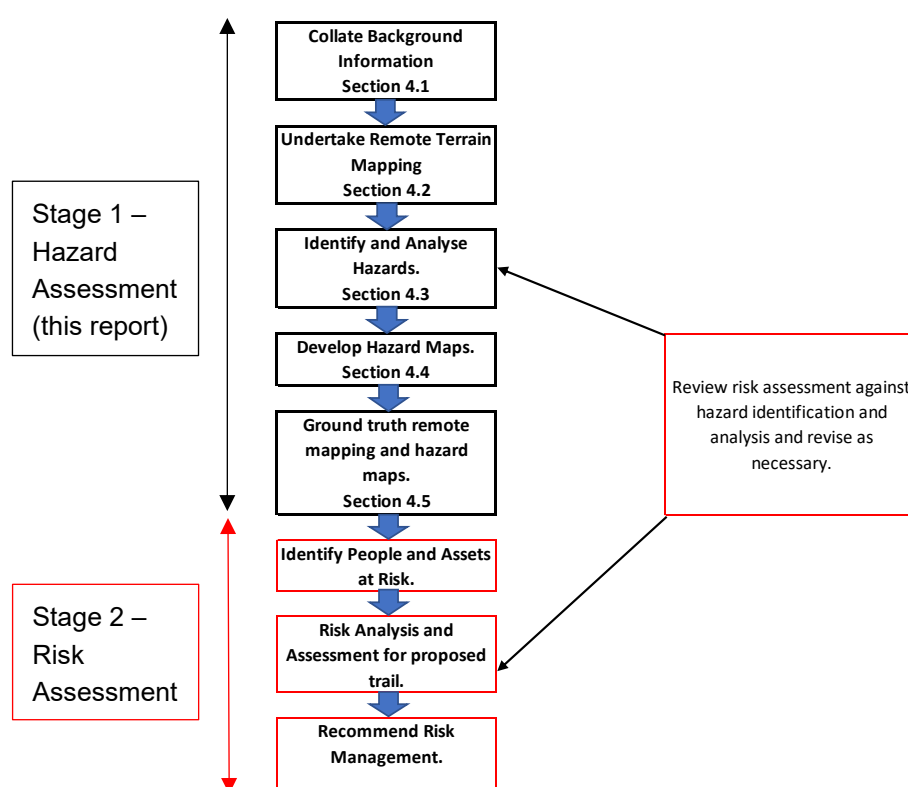 Collate Background
Information
Section 4.1
Undertake Remote Terrain
Mapping
Section 4.2
Stage 1 –
Hazard
Assessment
(this report)
Identify and Analyse
Hazards.
Section 4.3
Develop Hazard Maps.
Section 4.4
Ground truth remote
mapping and hazard
maps.
Section 4.5
Review risk assessment against
hazard identification and
analysis and revise as
necessary.
Stage 2 –
Risk
Assessment
Identify People and Assets
at Risk.
Risk Analysis and
Assessment for proposed
trail.
Recommend Risk
Management.